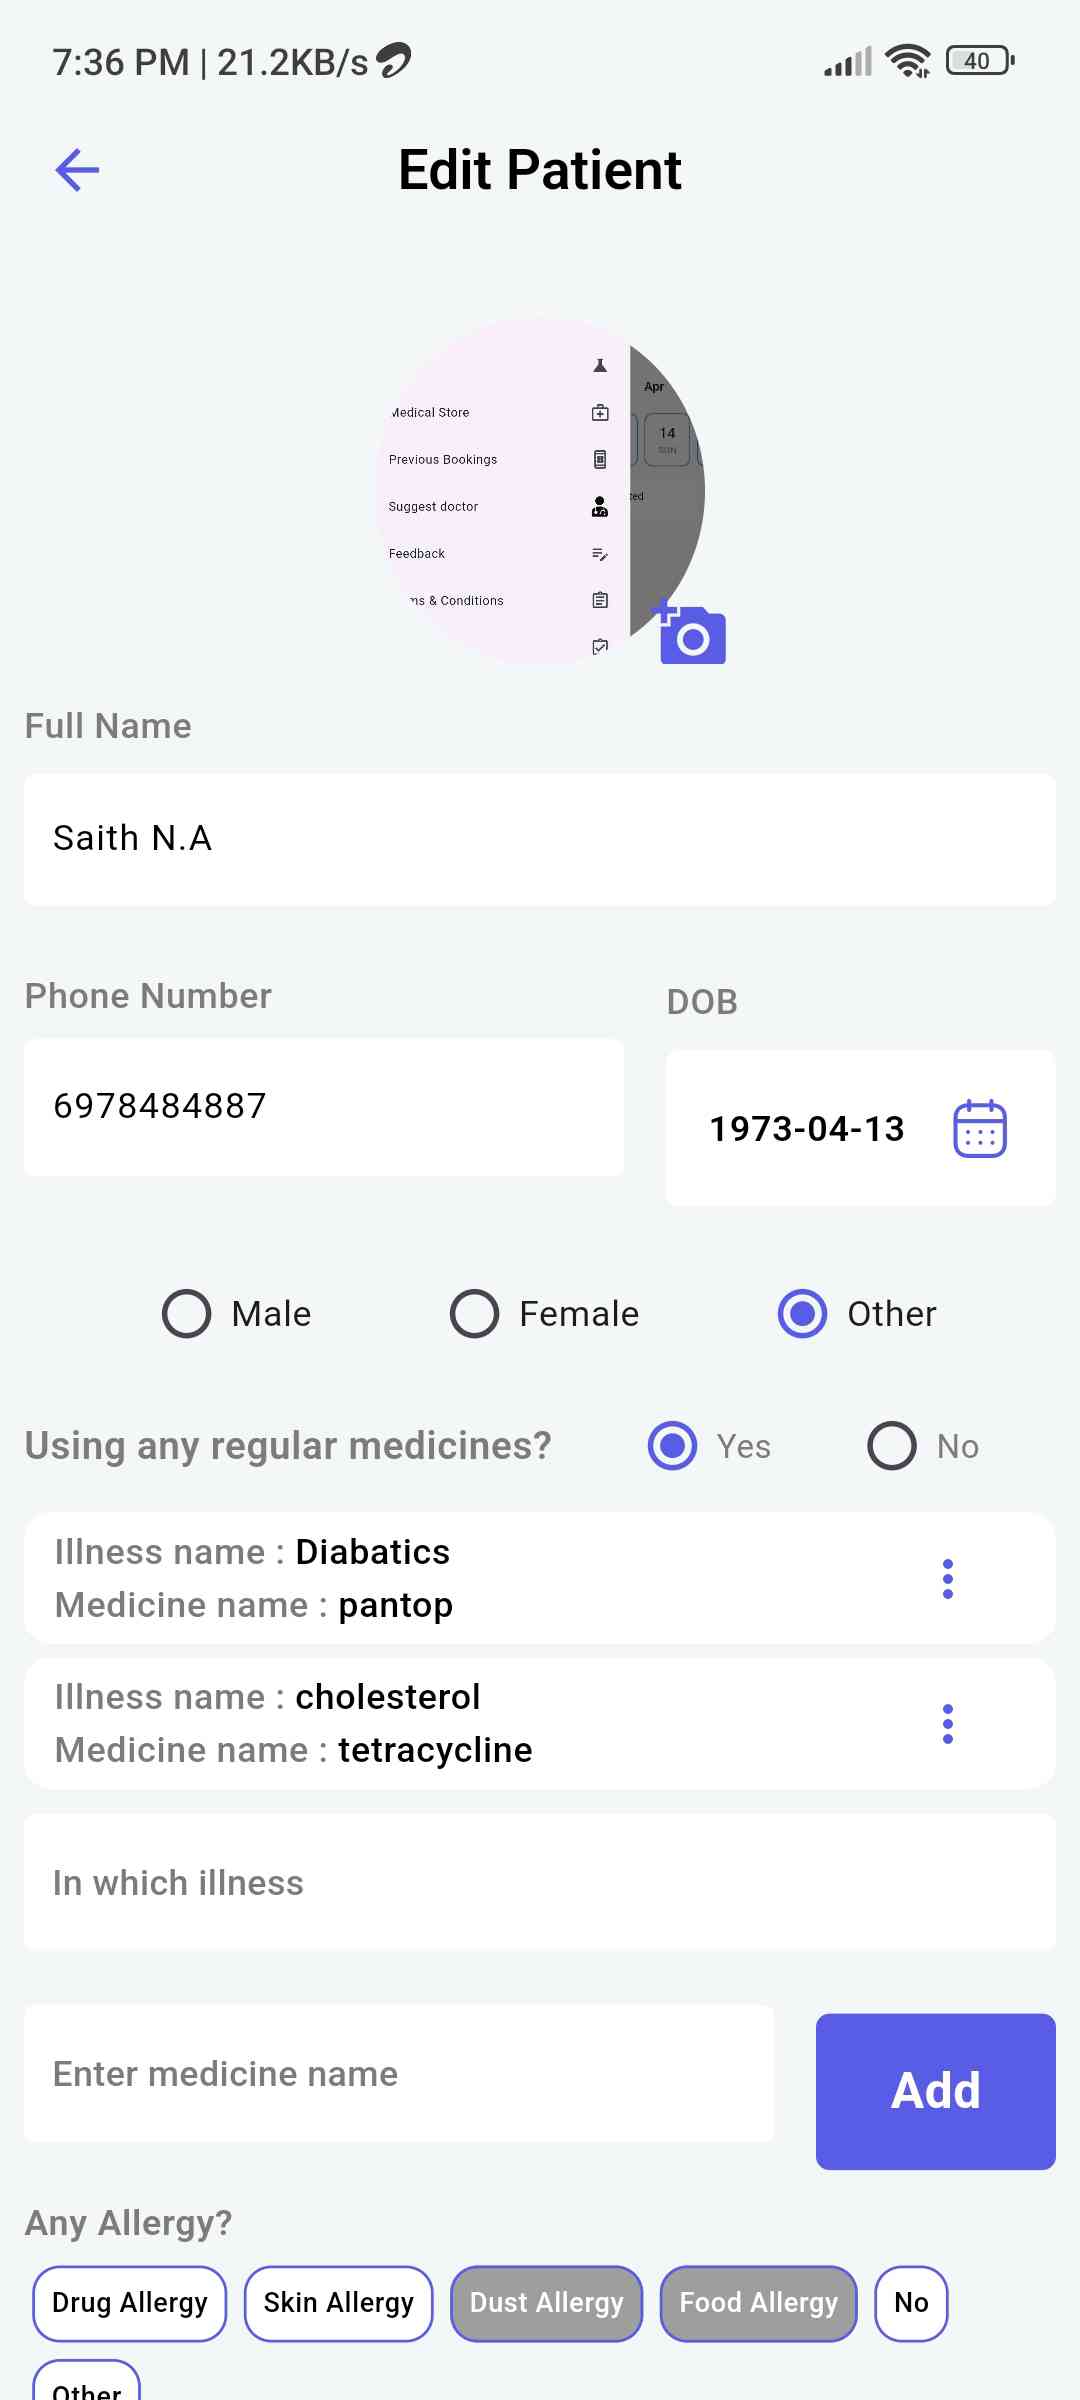 7:36 PM | 21.2KB/s
40
Edit Patient
Apr
Medical Store
14
SUN
Previous Bookings
Suggest doctor
Feedback
& Conditions
Full Name
Saith N.A
Phone Number
DOB
6978484887
1973-04-13
Male Female Other
Using any regular medicines? Yes No
Illness name : Diabatics
Medicine name : pantop
Illness name : cholesterol
Medicine name : tetracycline
In which illness
Enter medicine name
Add
Any Allergy?
Drug Allergy Skin Allergy Dust Allergy Food Allergy No
Other